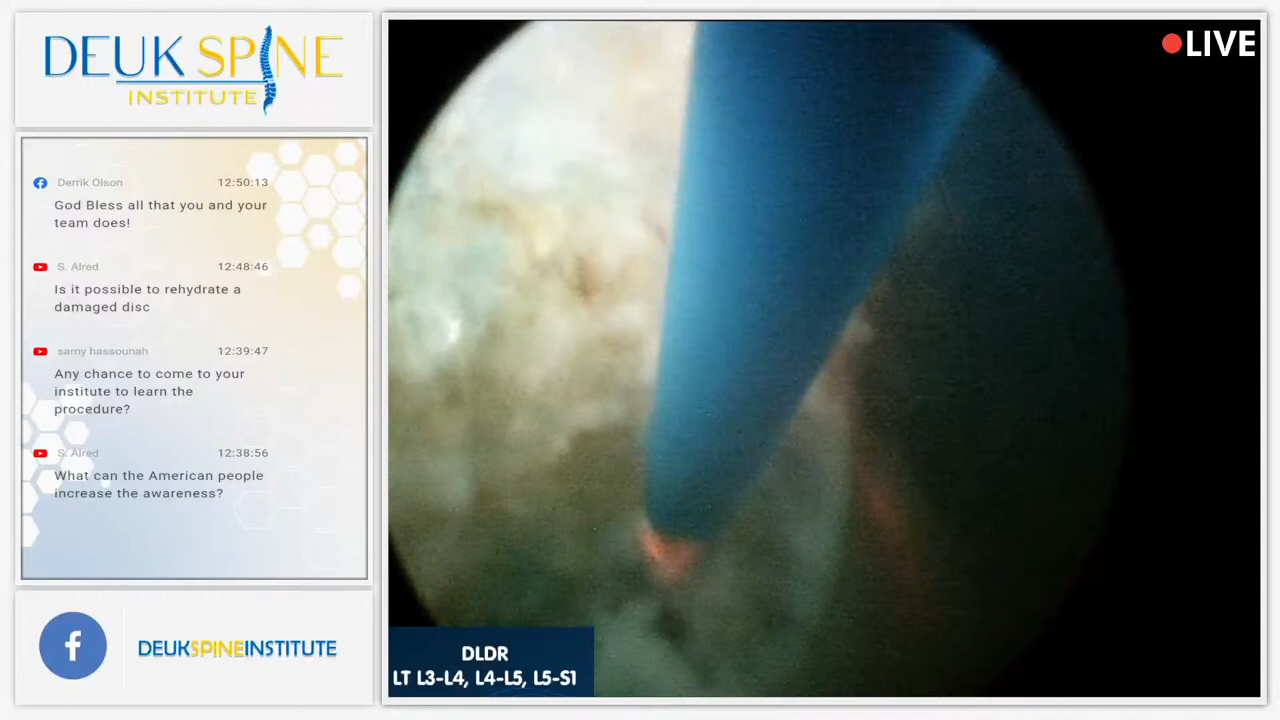 DEUK SPINE
INSTITUTE
Derrik Olson 12:50:13
God Bless all that you and your
team does!
S. Alred 12:48:46
Is it possible to rehydrate a
damaged disc
samy hassounah 12:39:47
Any chance to come to your
institute to learn the
procedure?
S. Alred 12:38:56
What can the American people
increase the awareness?
f
DEUKSPINEINSTITUTE
LIVE
DLDR
LT L3-L4, L4-L5, L5-S1